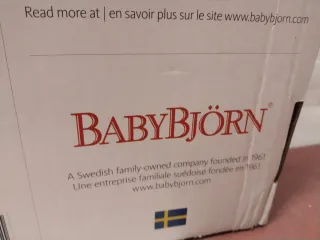 Read more at | en savoir plus sur le site www.babybjorn.com
BABYBJÖRN®
A Swedish family-owned company founded in 1961
Une entreprise familiale suédoise fondée en 1961
www.babybjorn.com